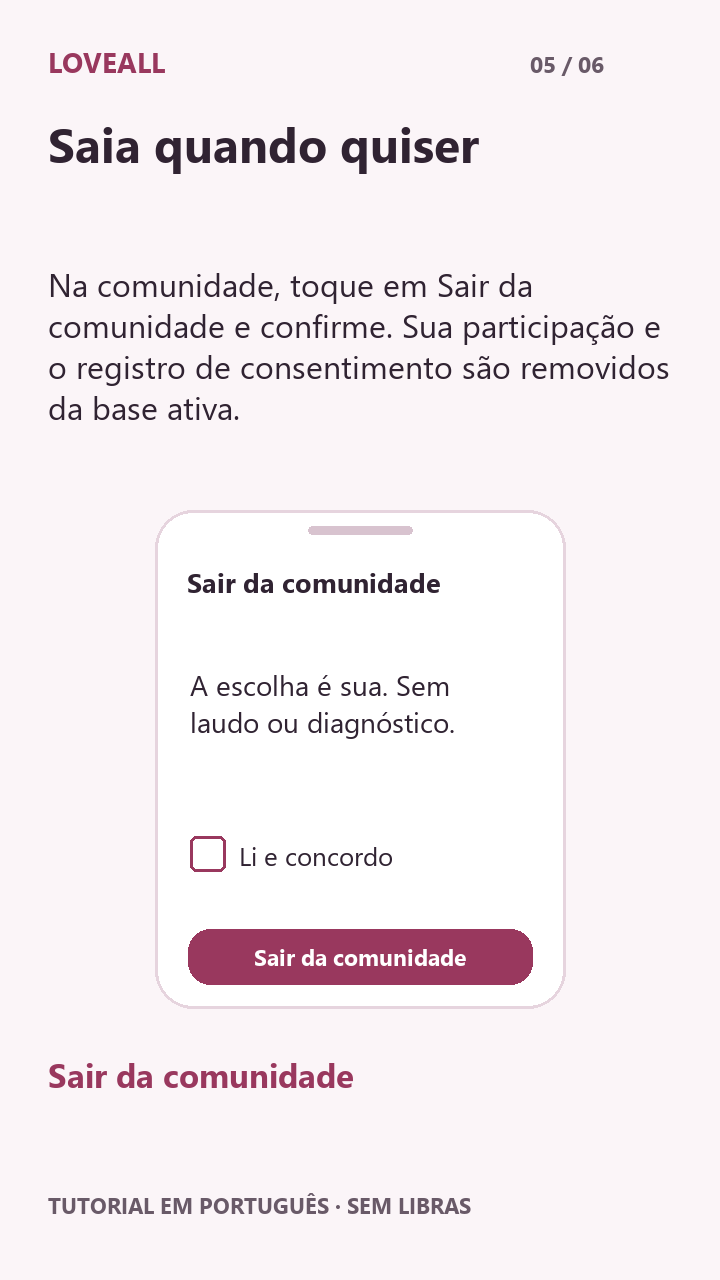 LOVEALL
05 / 06
Saia quando quiser
Na comunidade, toque em Sair da
comunidade e confirme. Sua participação e
o registro de consentimento são removidos
da base ativa.
Sair da comunidade
A escolha é sua. Sem
laudo ou diagnóstico.
Li e concordo
Sair da comunidade
Sair da comunidade
TUTORIAL EM PORTUGUÊS · SEM LIBRAS